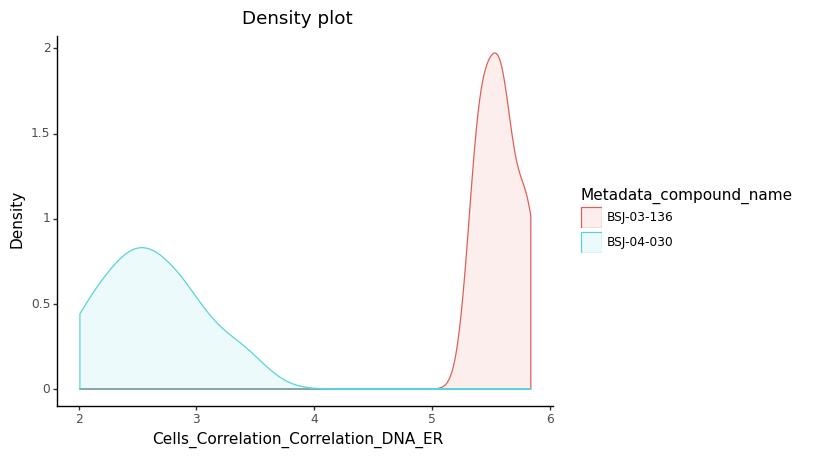 Density plot
2
1.5
1
0.5
0
Density
2 3 4 5 6
Cells_Correlation_Correlation_DNA_ER
Metadata_compound_name
BSJ-03-136
BSJ-04-030